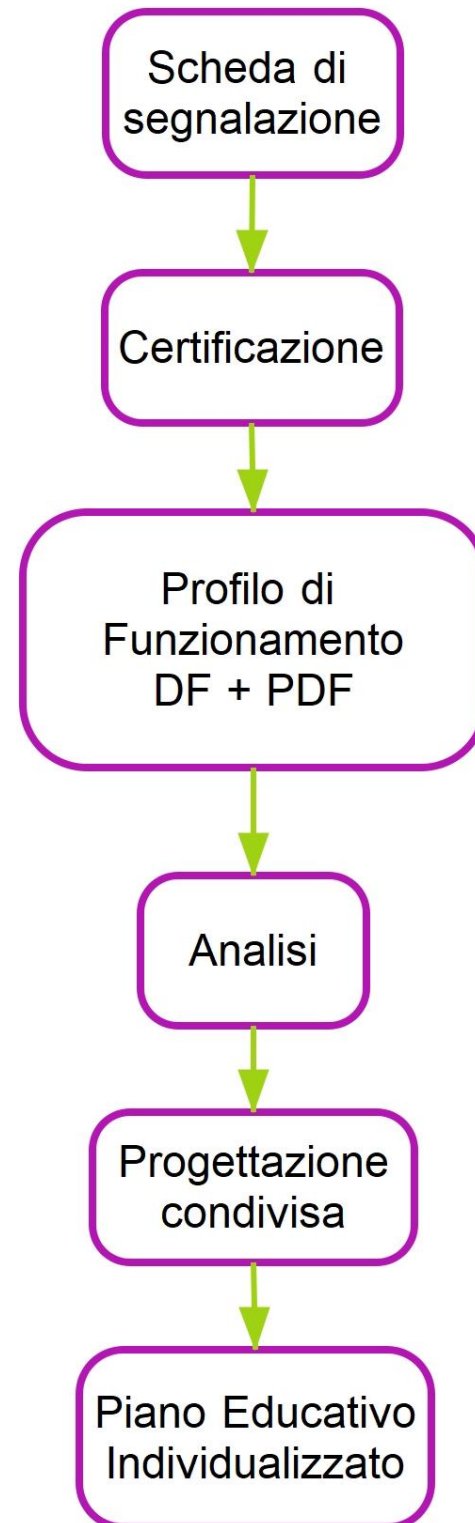 Scheda di
segnalazione
Certificazione
Profilo di
Funzionamento
DF + PDF
Analisi
Progettazione
condivisa
Piano Educativo
Individualizzato